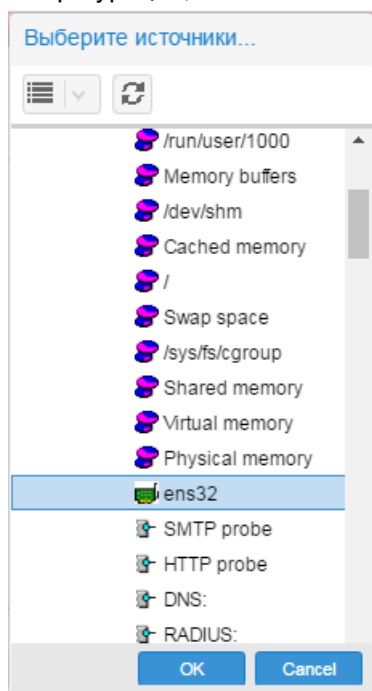 Выберите источники...
/run/user/1000
Memory buffers
/dev/shm
Cached memory
/
Swap space
/sys/fs/cgroup
Shared memory
Virtual memory
Physical memory
ens32
SMTP probe
HTTP probe
DNS:
RADIUS:
OK Cancel